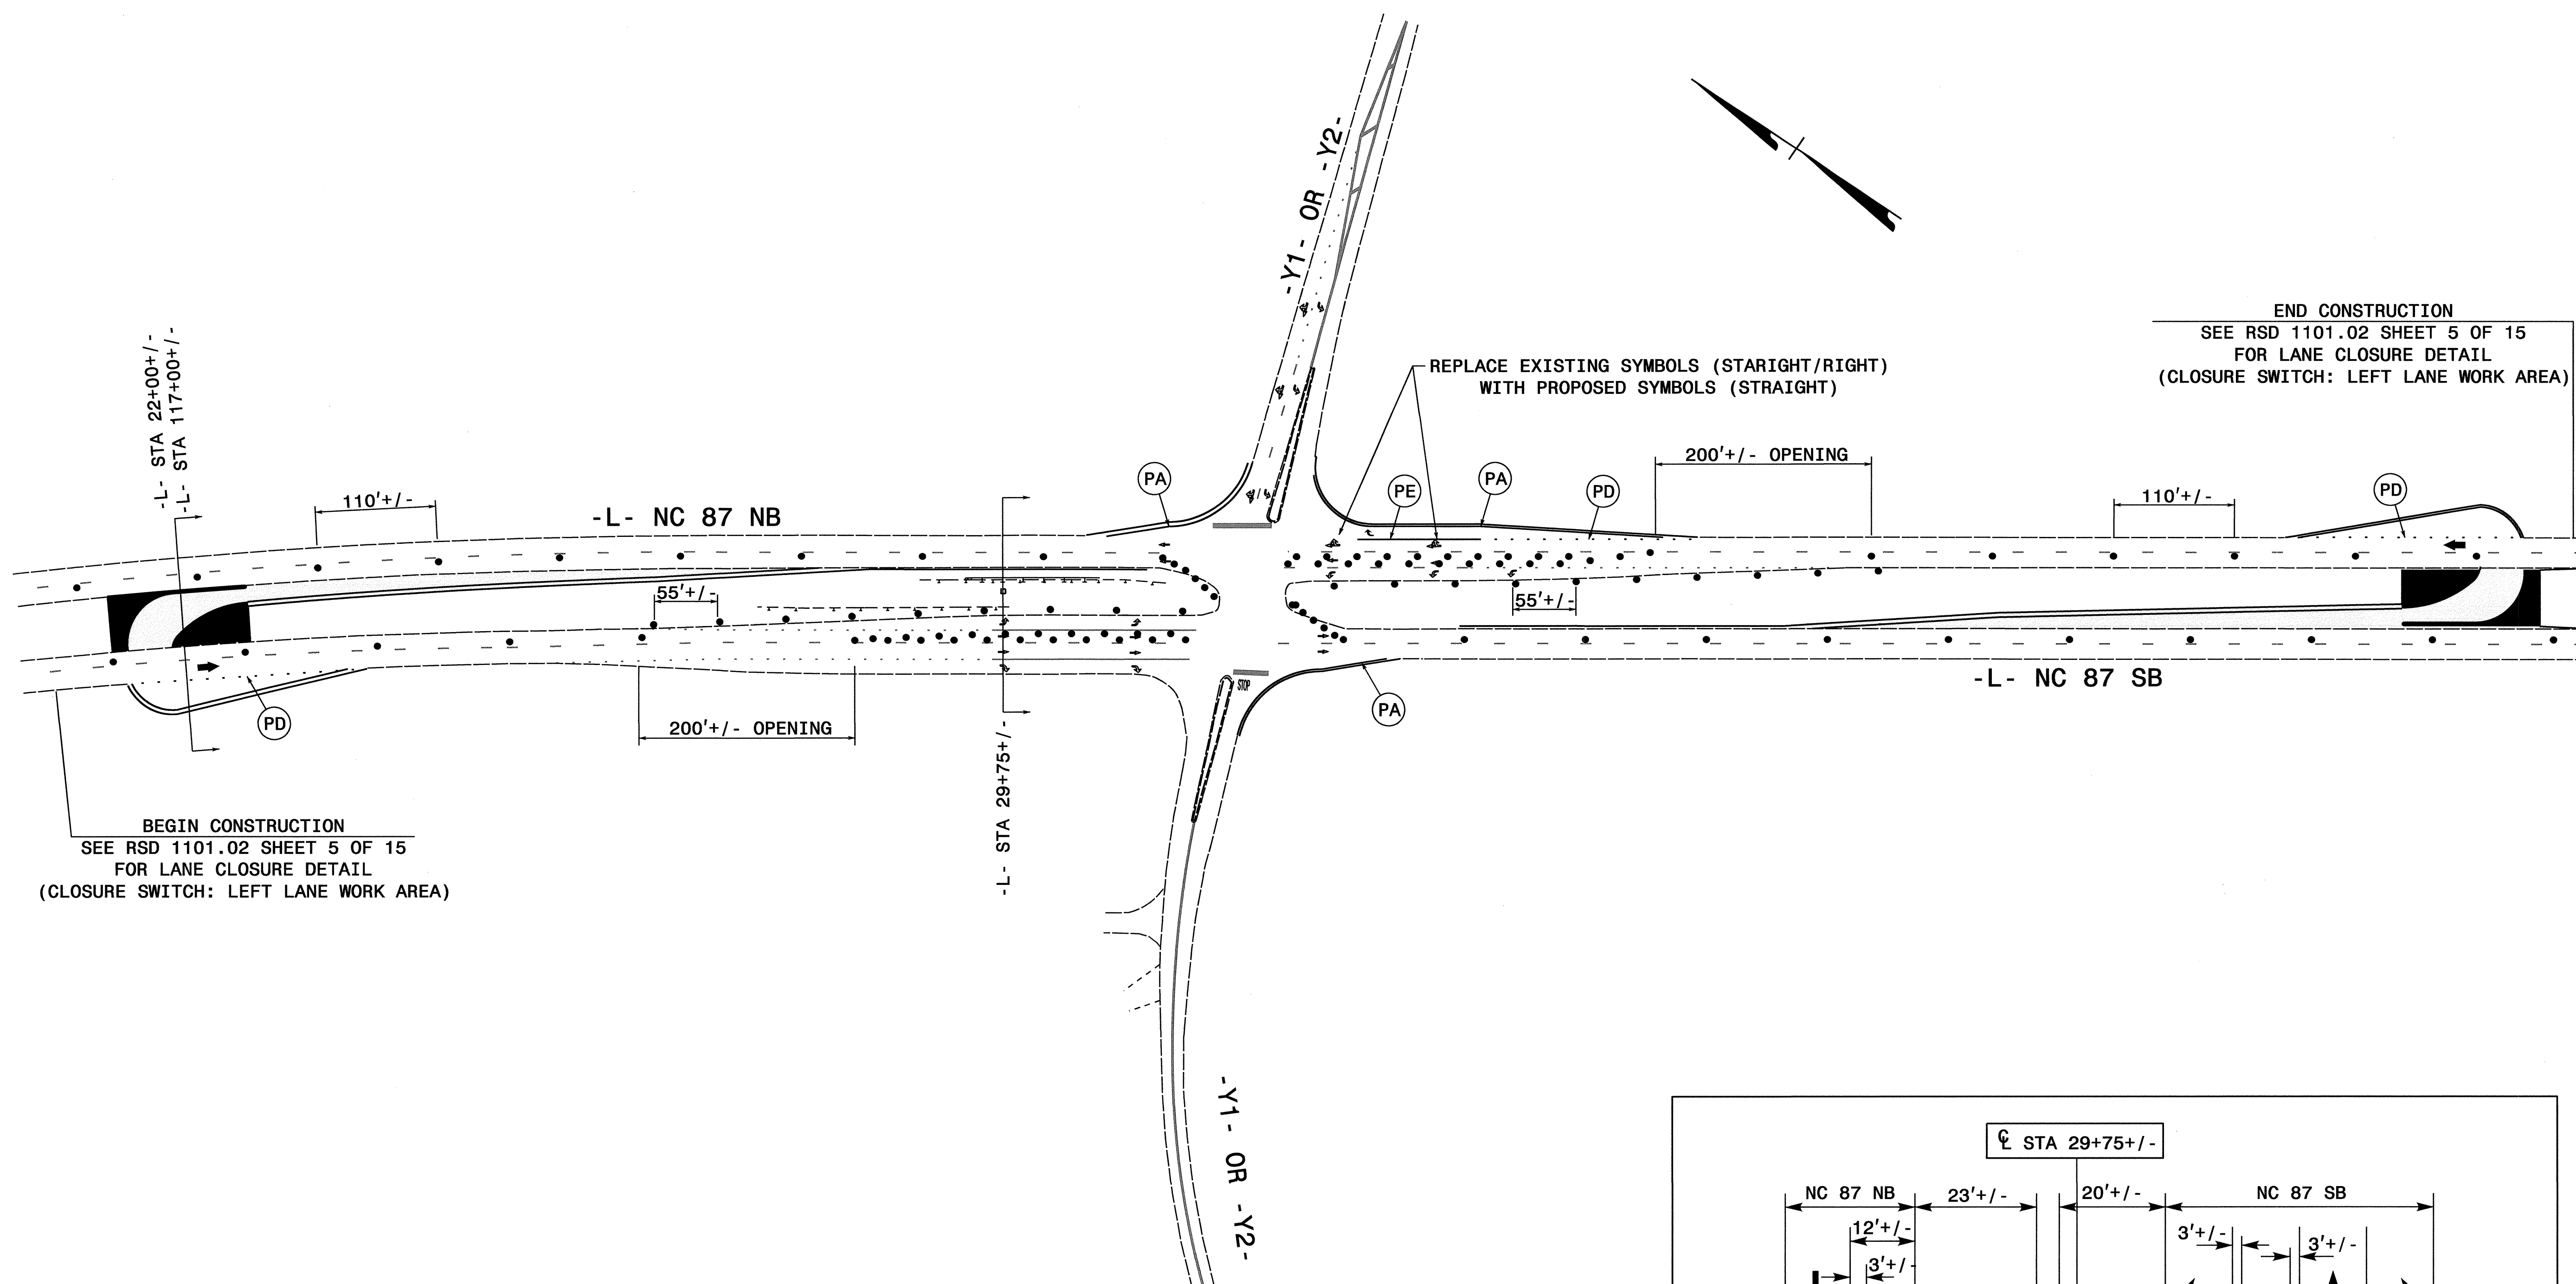 -Y1- OR -Y2-
END CONSTRUCTION
SEE RSD 1101.02 SHEET 5 OF 15
FOR LANE CLOSURE DETAIL
(CLOSURE SWITCH: LEFT LANE WORK AREA)
REPLACE EXISTING SYMBOLS (STARIGHT/RIGHT)
WITH PROPOSED SYMBOLS (STRAIGHT)
-L- STA 22+00+/-
-L- STA 117+00+/-
110'+/-
-L- NC 87 NB
PA
PE
PA
PD
200'+/- OPENING
110'+/-
PD
55'+/-
55'+/-
STOP
-L- NC 87 SB
PD
200'+/- OPENING
-L- STA 29+75+/-
PA
BEGIN CONSTRUCTION
SEE RSD 1101.02 SHEET 5 OF 15
FOR LANE CLOSURE DETAIL
(CLOSURE SWITCH: LEFT LANE WORK AREA)
-Y1- OR -Y2-
℄ STA 29+75+/-
NC 87 NB
23'+/-
20'+/-
NC 87 SB
12'+/-
3'+/-
3'+/-
3'+/-